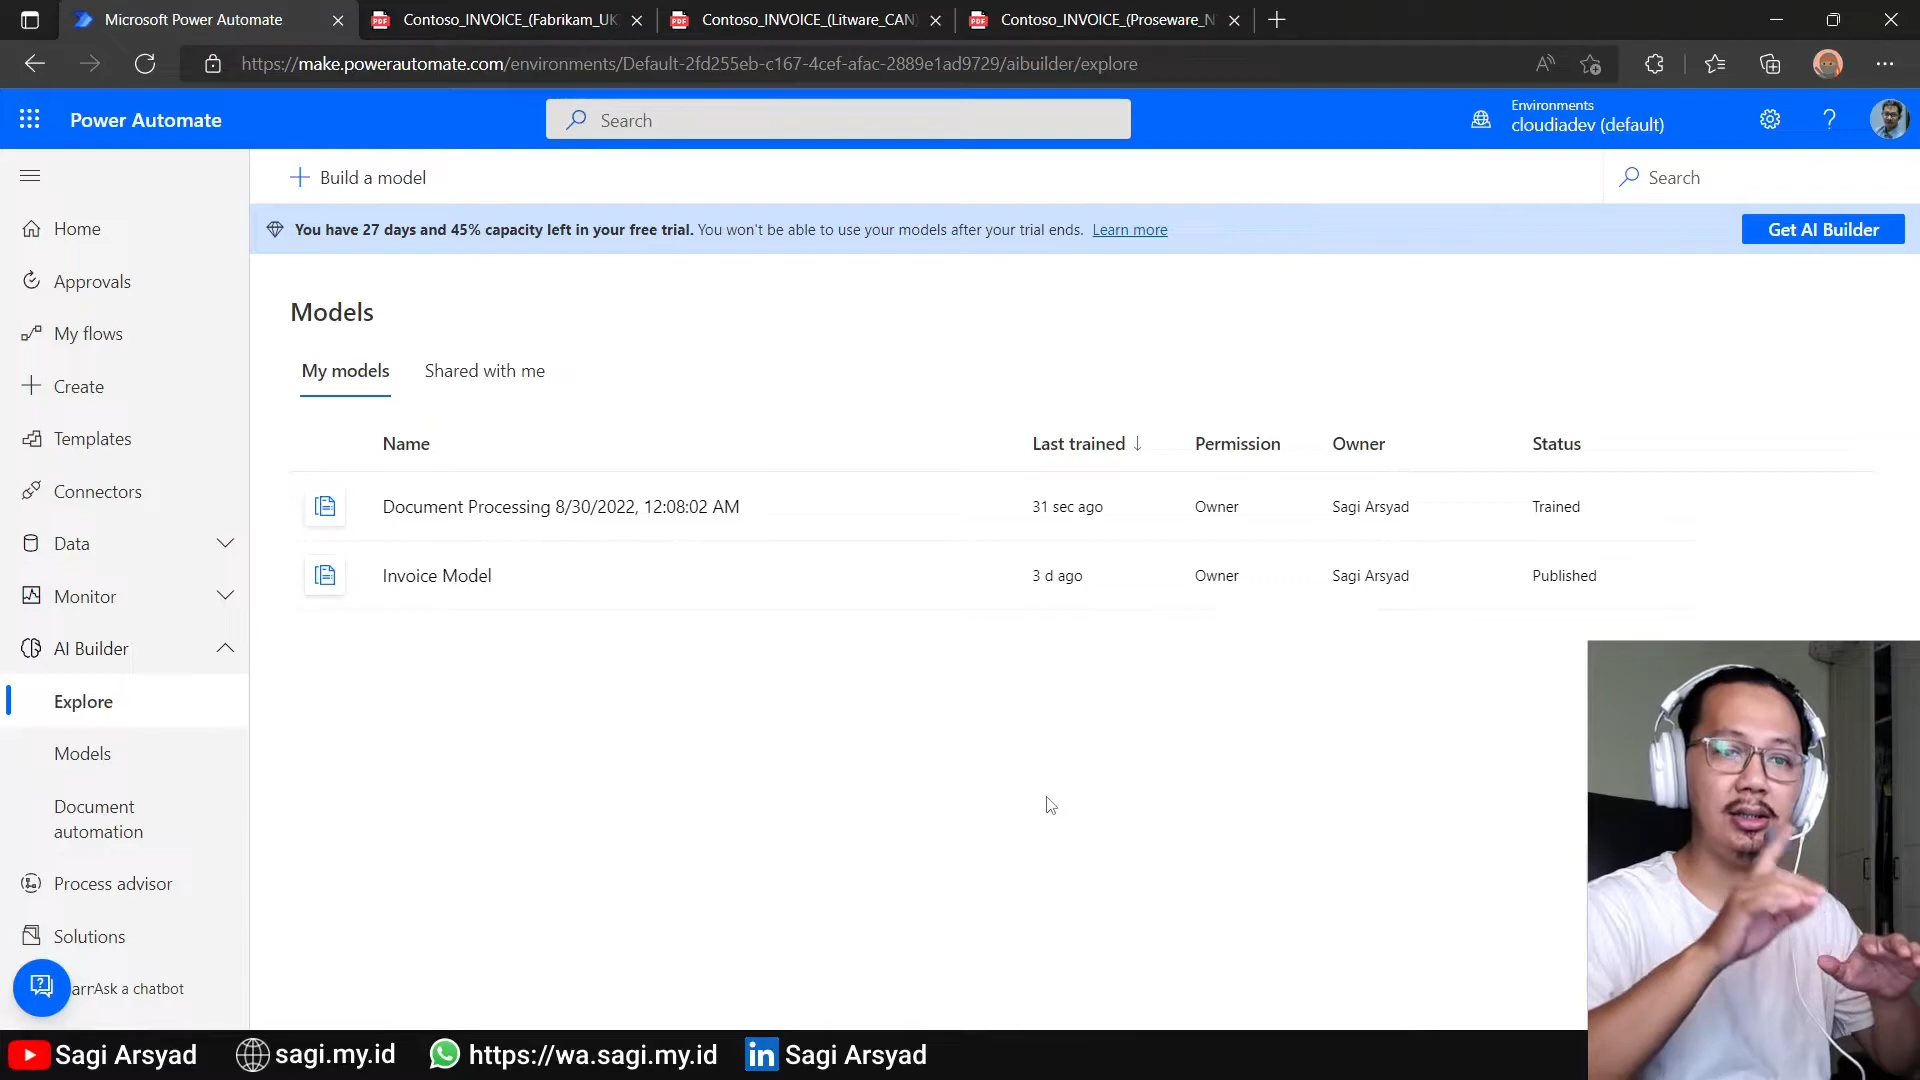 Microsoft Power Automate
Contoso_INVOICE_(Fabrikam_UK
Contoso_INVOICE_(Litware_CAN)
Contoso_INVOICE_(Proseware_N
https://make.powerautomate.com/environments/Default-2fd255eb-c167-4cef-afac-2889e1ad9729/aibuilder/explore
Power Automate
Search
Environments
cloudiadev (default)
Build a model
Search
You have 27 days and 45% capacity left in your free trial. You won't be able to use your models after your trial ends. Learn more
Get AI Builder
Home
Approvals
My flows
Create
Templates
Connectors
Data
Monitor
AI Builder
Explore
Models
Document
automation
Process advisor
Solutions
Ask a chatbot
Models
My models
Shared with me
Name
Last trained
Permission
Owner
Status
Document Processing 8/30/2022, 12:08:02 AM
31 sec ago
Owner
Sagi Arsyad
Trained
Invoice Model
3 d ago
Owner
Sagi Arsyad
Published
Sagi Arsyad
sagi.my.id
https://wa.sagi.my.id
in Sagi Arsyad